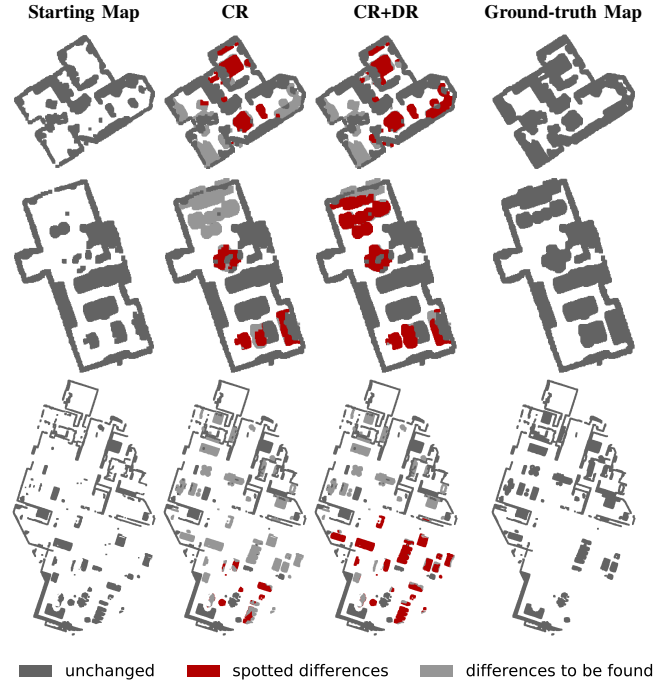 Starting Map CR CR+DR Ground-truth Map
unchanged spotted differences differences to be found